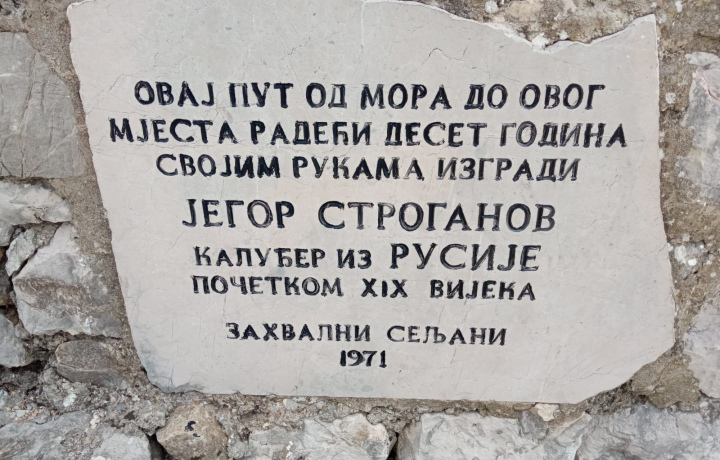 ОВАЈ ПУТ ОД МОРА ДО ОВОГ
МЈЕСТА РАДЕЋИ ДЕСЕТ ГОДИНА
СВОЈИМ РУКАМА ИЗГРАДИ
ЈЕГОР СТРОГАНОВ
КАЛУЂЕР ИЗ РУСИЈЕ
ПОЧЕТКОМ XIX ВИЈЕКА
ЗАХВАЛНИ СЕЉАНИ
1971